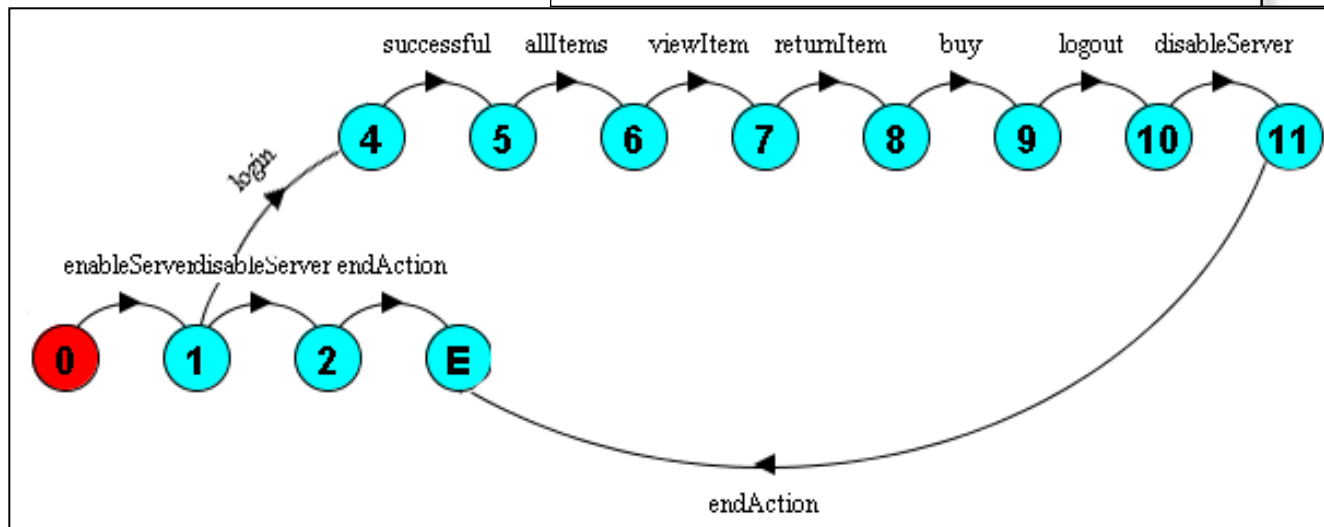 successful allItems viewItem returnItem buy logout disableServer
4 5 6 7 8 9 10 11
login
enableServerdisableServer endAction
0 1 2 E
endAction